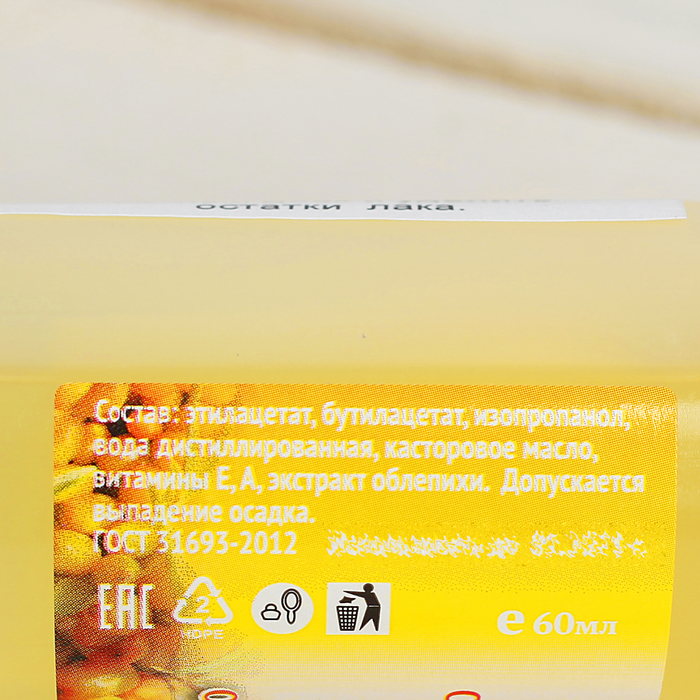 остатки лака.
Состав: этилацетат, бутилацетат, изопропанол,
вода дистиллированная, касторовое масло,
витамины Е, А, экстракт облепихи. Допускается
выпадение осадка.
ГОСТ 31693-2012
ЕАС
2
HDPE
e 60мл